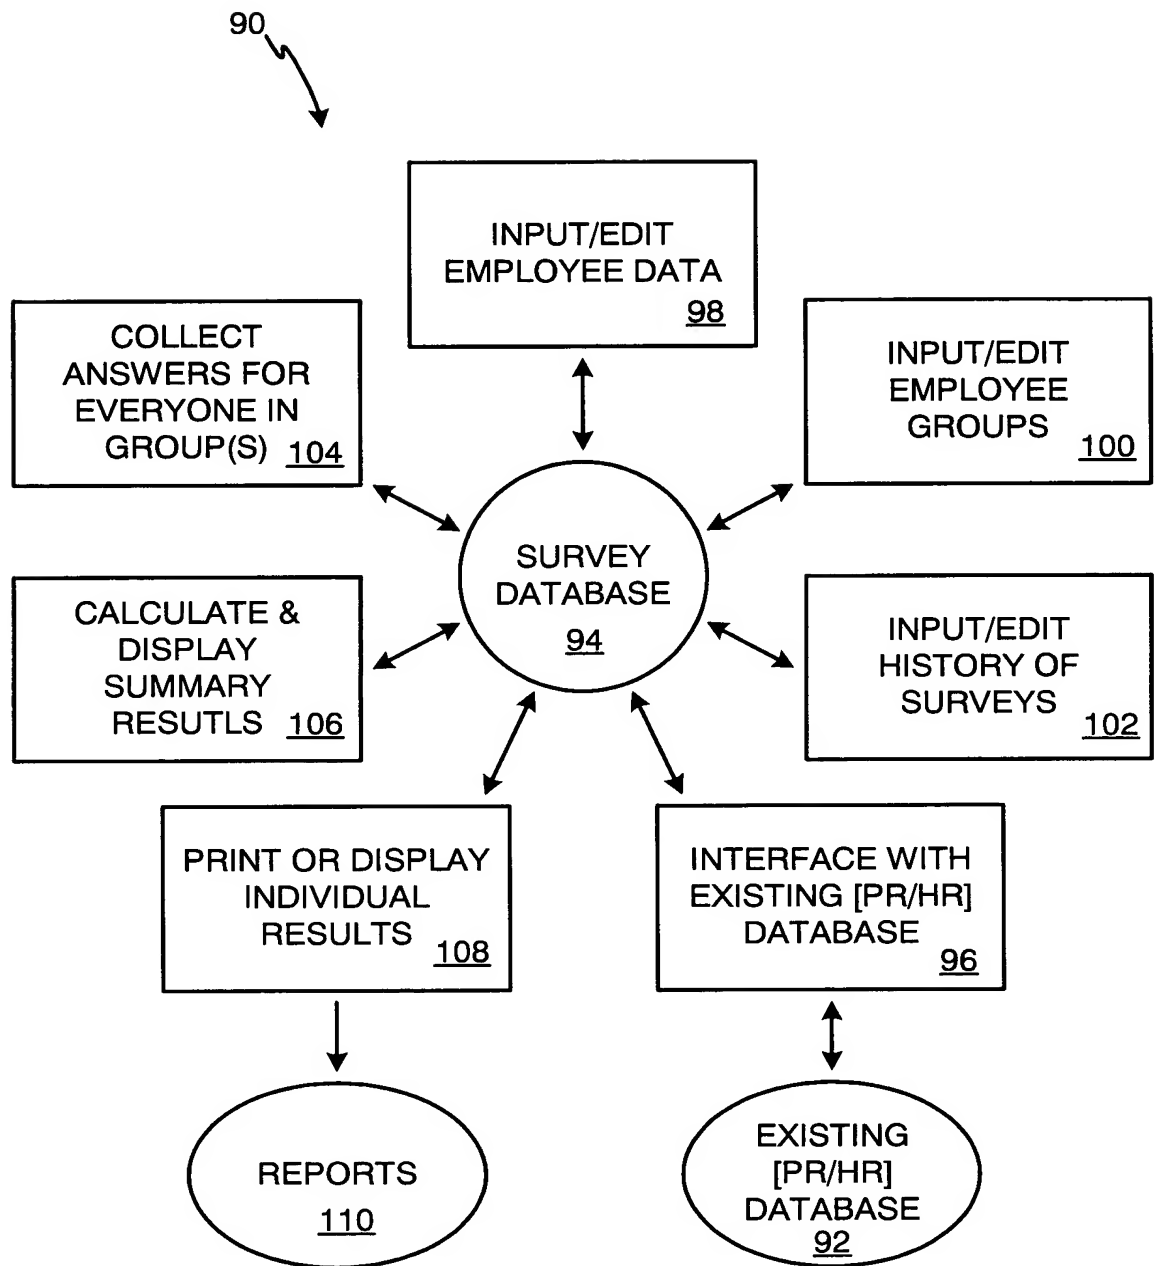 90
INPUT/EDIT
EMPLOYEE DATA
98
COLLECT
ANSWERS FOR
EVERYONE IN
GROUP(S) 104
INPUT/EDIT
EMPLOYEE
GROUPS
100
SURVEY
DATABASE
94
CALCULATE &
DISPLAY
SUMMARY
RESUTLS 106
INPUT/EDIT
HISTORY OF
SURVEYS 102
PRINT OR DISPLAY
INDIVIDUAL
RESULTS 108
INTERFACE WITH
EXISTING [PR/HR]
DATABASE
96
REPORTS
110
EXISTING
[PR/HR]
DATABASE
92